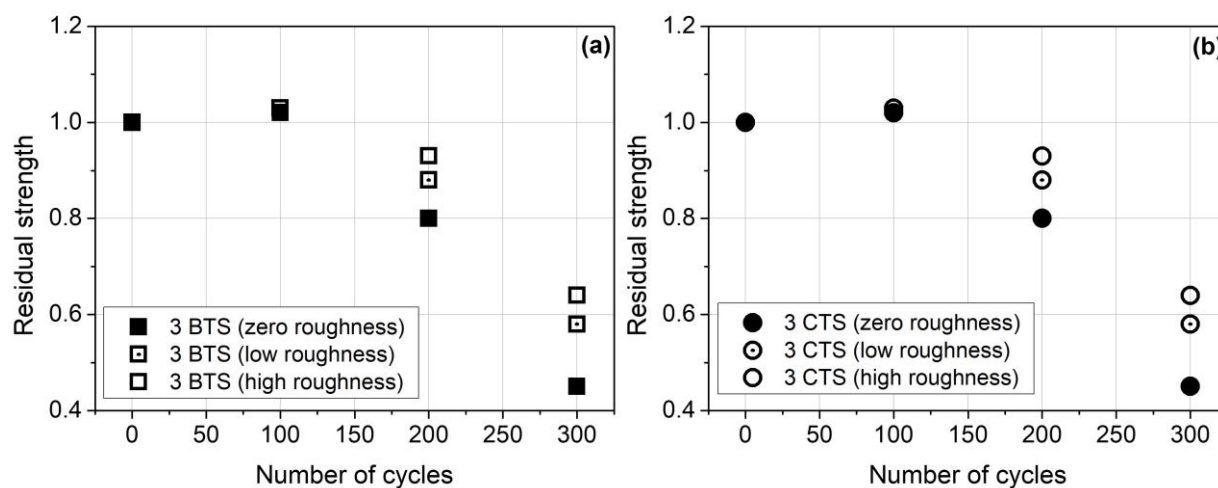 1.2
1.0
0.8
0.6
0.4
Residual strength
(a)
3 BTS (zero roughness)
3 BTS (low roughness)
3 BTS (high roughness)
0 50 100 150 200 250 300
Number of cycles
1.2
1.0
0.8
0.6
0.4
Residual strength
(b)
3 CTS (zero roughness)
3 CTS (low roughness)
3 CTS (high roughness)
0 50 100 150 200 250 300
Number of cycles